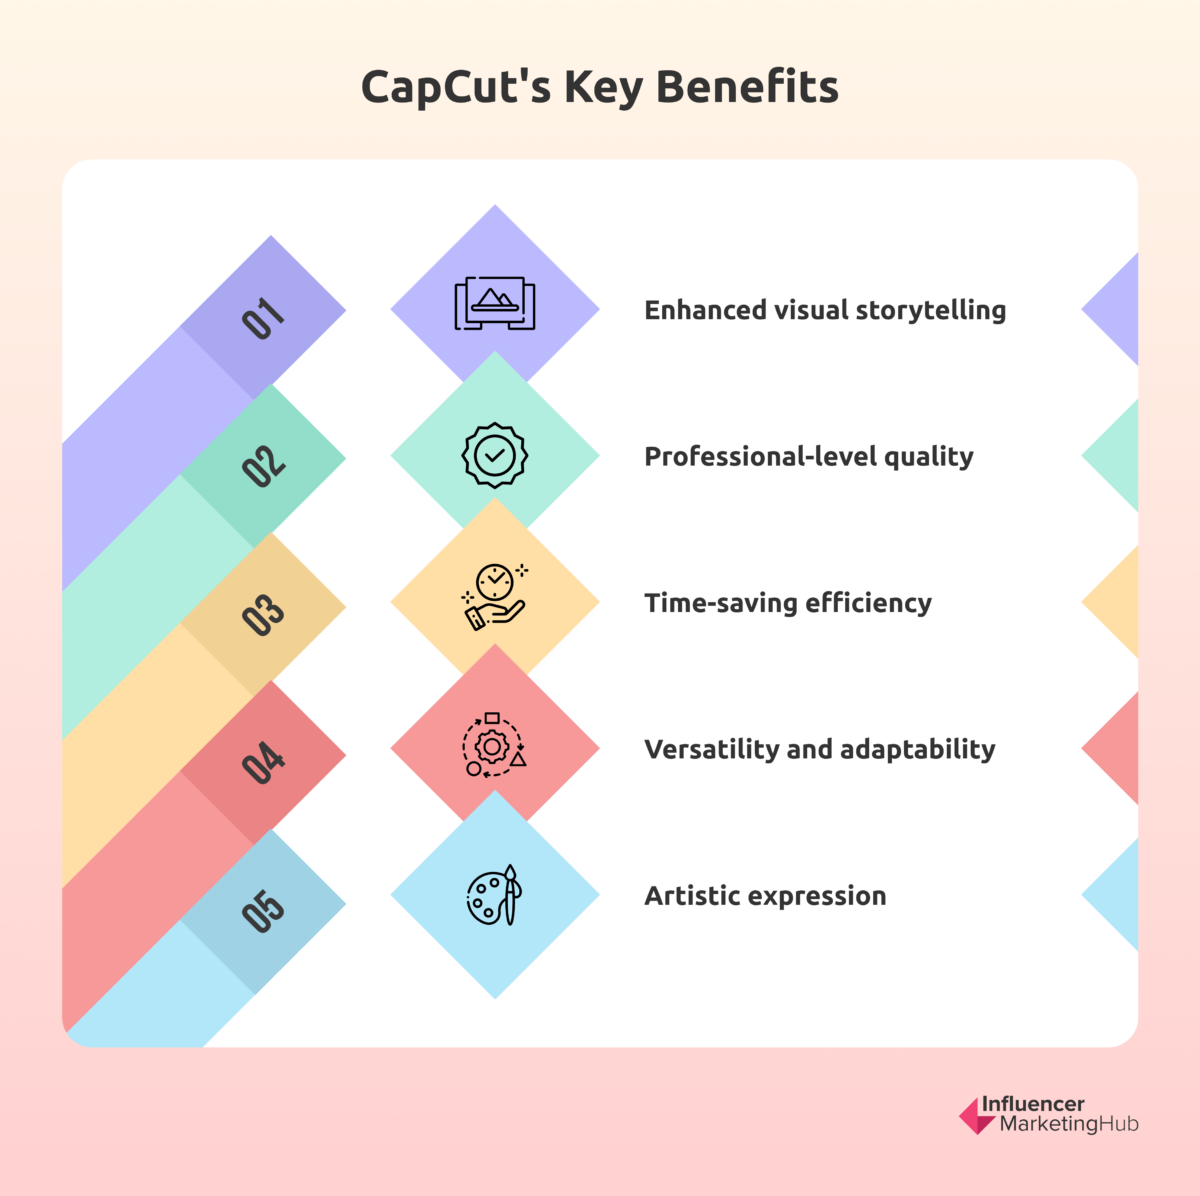 CapCut's Key Benefits
01
Enhanced visual storytelling
02
Professional-level quality
03
Time-saving efficiency
04
Versatility and adaptability
05
Artistic expression
Influencer
MarketingHub